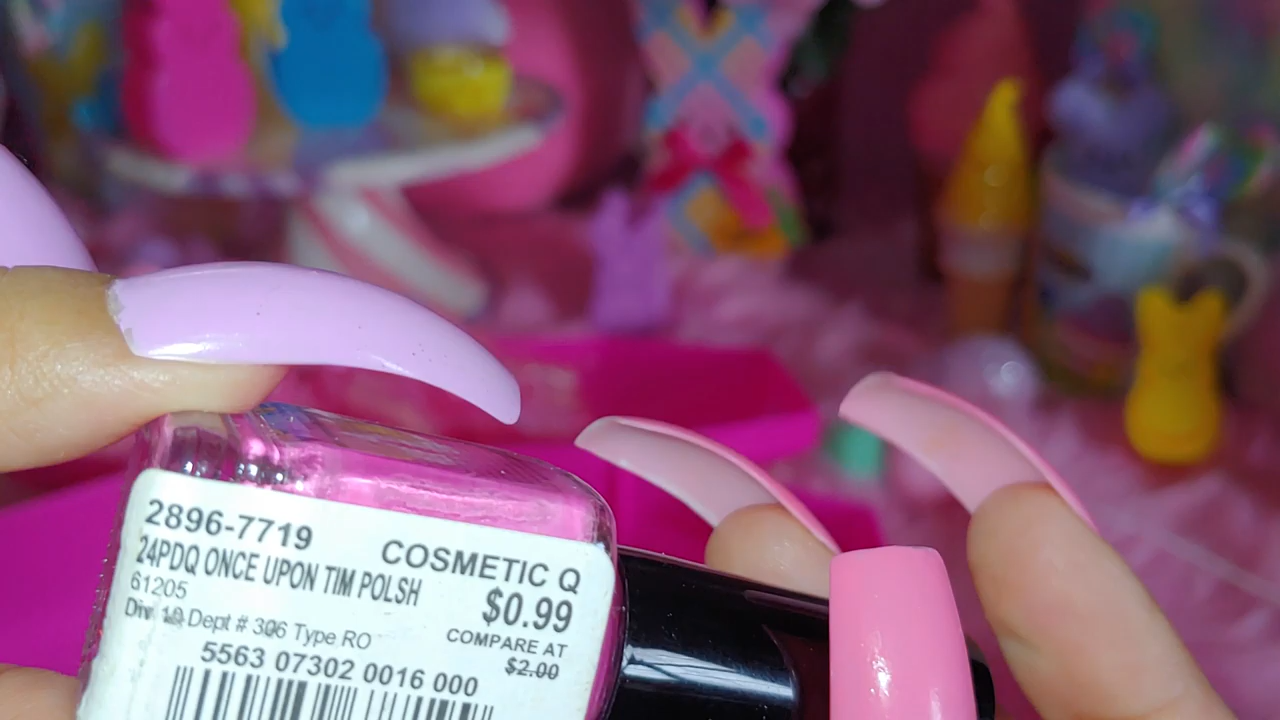 2896-7719
COSMETIC Q
24PDQ ONCE UPON TIM POLSH
$0.99
61205
COMPARE AT
Div 10 Dept # 306 Type RO
$2.00
5563 07302 0016 000